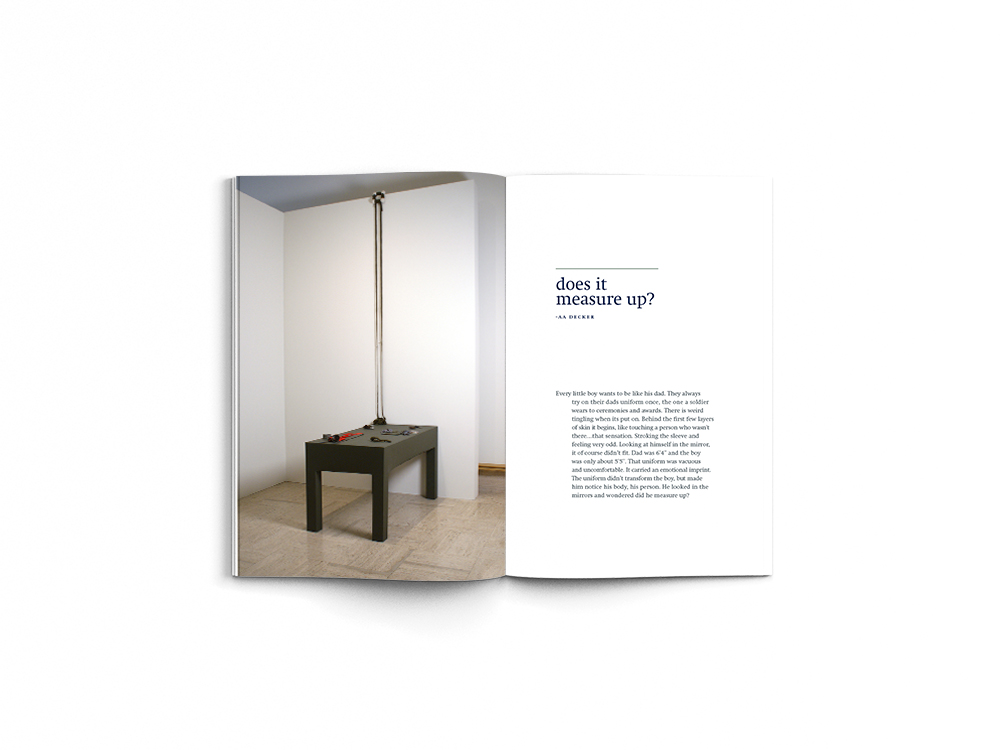 does it
measure up?
-AA DECKER
Every little boy wants to be like his dad. They always
try on their dads uniform once, the one a soldier
wears to ceremonies and awards. There is weird
tingling when its put on. Behind the first few layers
of skin it begins, like touching a person who wasn't
there...that sensation. Stroking the sleeve and
feeling very odd. Looking at himself in the mirror,
it of course didn't fit. Dad was 6'4" and the boy
was only about 5'5". That uniform was vacuous
and uncomfortable. It carried an emotional imprint.
The uniform didn't transform the boy, but made
him notice his body, his person. He looked in the
mirrors and wondered did he measure up?